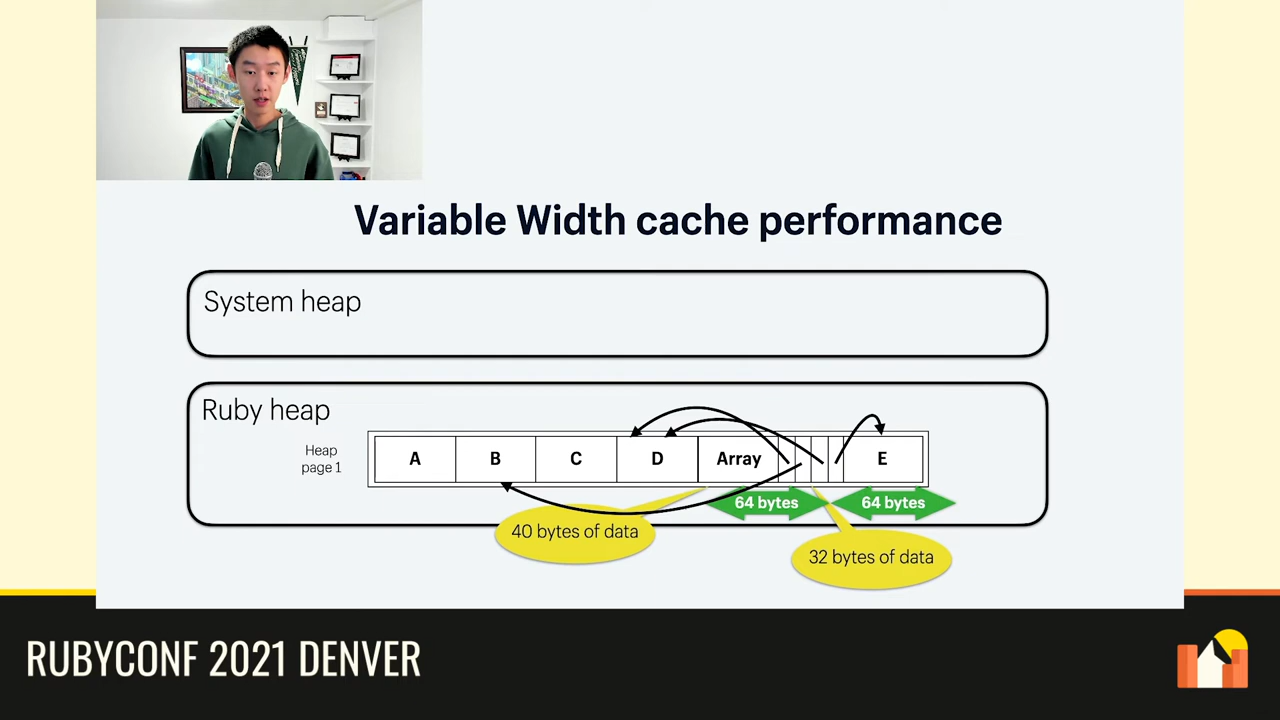 Variable Width cache performance
System heap
Ruby heap
Heap
page 1
A
B
C
D
Array
E
64 bytes
64 bytes
40 bytes of data
32 bytes of data
RUBYCONF 2021 DENVER